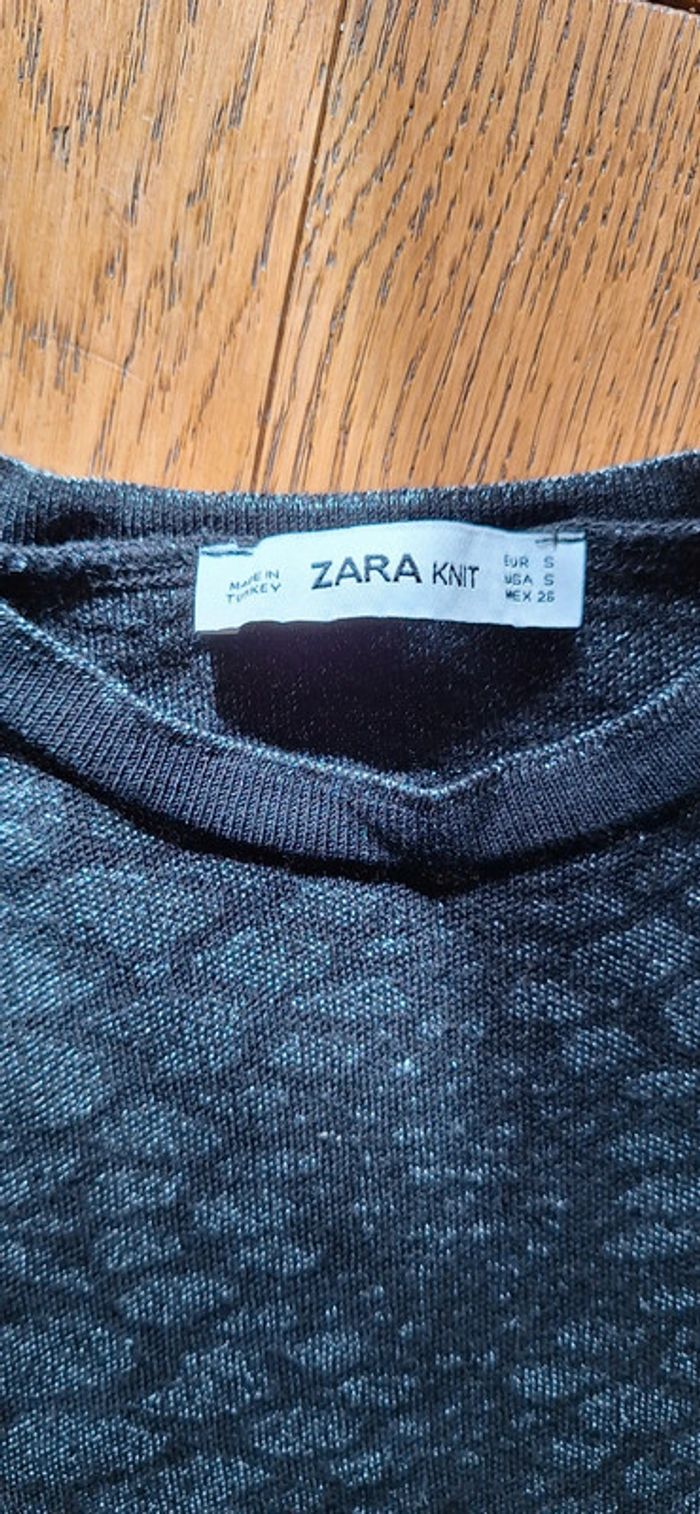 MADE IN
TURKEY
ZARA KNIT
EUR S
USA S
MEX 26